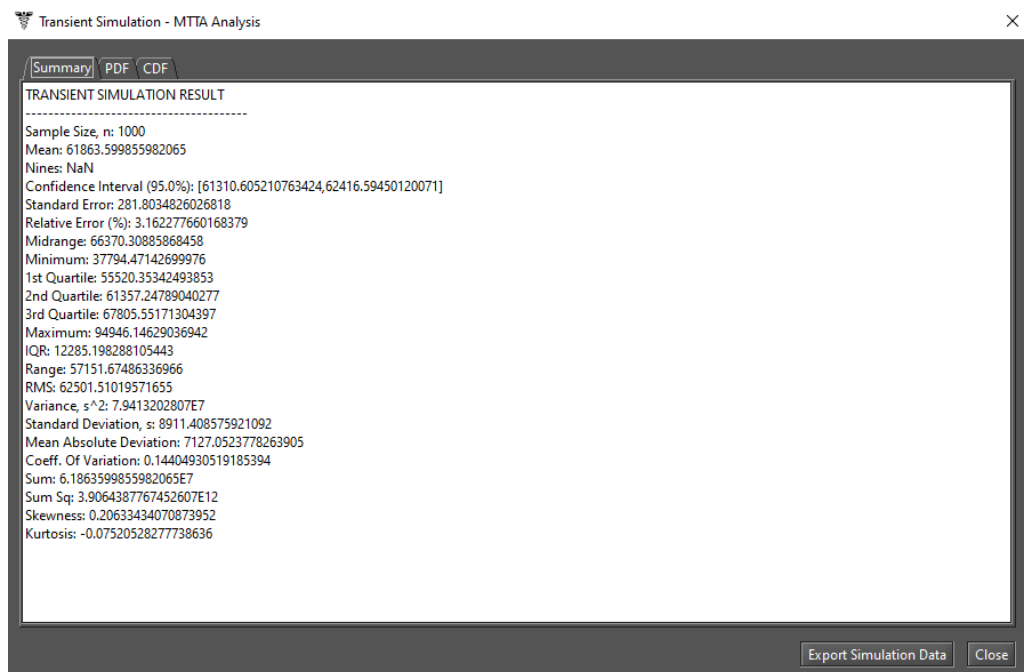 Transient Simulation - MTTA Analysis
Summary PDF CDF
TRANSIENT SIMULATION RESULT
---------------------------------------
Sample Size, n: 1000
Mean: 61863.599855982065
Nines: NaN
Confidence Interval (95.0%): [61310.605210763424,62416.59450120071]
Standard Error: 281.8034826026818
Relative Error (%): 3.162277660168379
Midrange: 66370.30885868458
Minimum: 37794.47142699976
1st Quartile: 55520.35342493853
2nd Quartile: 61357.24789040277
3rd Quartile: 67805.55171304397
Maximum: 94946.14629036942
IQR: 12285.198288105443
Range: 57151.67486336966
RMS: 62501.51019571655
Variance, s^2: 7.9413202807E7
Standard Deviation, s: 8911.408575921092
Mean Absolute Deviation: 7127.0523778263905
Coeff. Of Variation: 0.14404930519185394
Sum: 6.1863599855982065E7
Sum Sq: 3.9064387767452607E12
Skewness: 0.20633434070873952
Kurtosis: -0.07520528277738636
Export Simulation Data Close